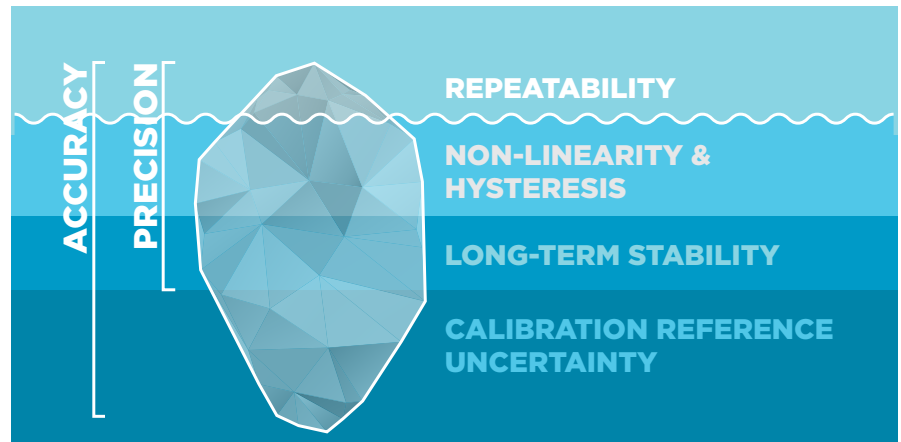 ACCURACY
PRECISION
REPEATABILITY
NON-LINEARITY &
HYSTERESIS
LONG-TERM STABILITY
CALIBRATION REFERENCE
UNCERTAINTY